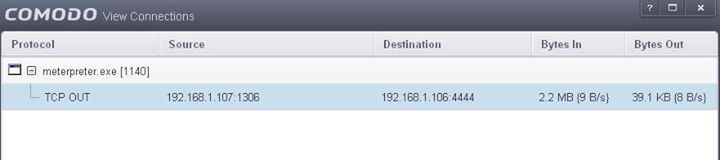 COMODO View Connections
Protocol Source Destination Bytes In Bytes Out
meterpreter.exe [1140]
TCP OUT 192.168.1.107:1306 192.168.1.106:4444 2.2 MB {9 B/s} 39.1 KB {8 B/s}